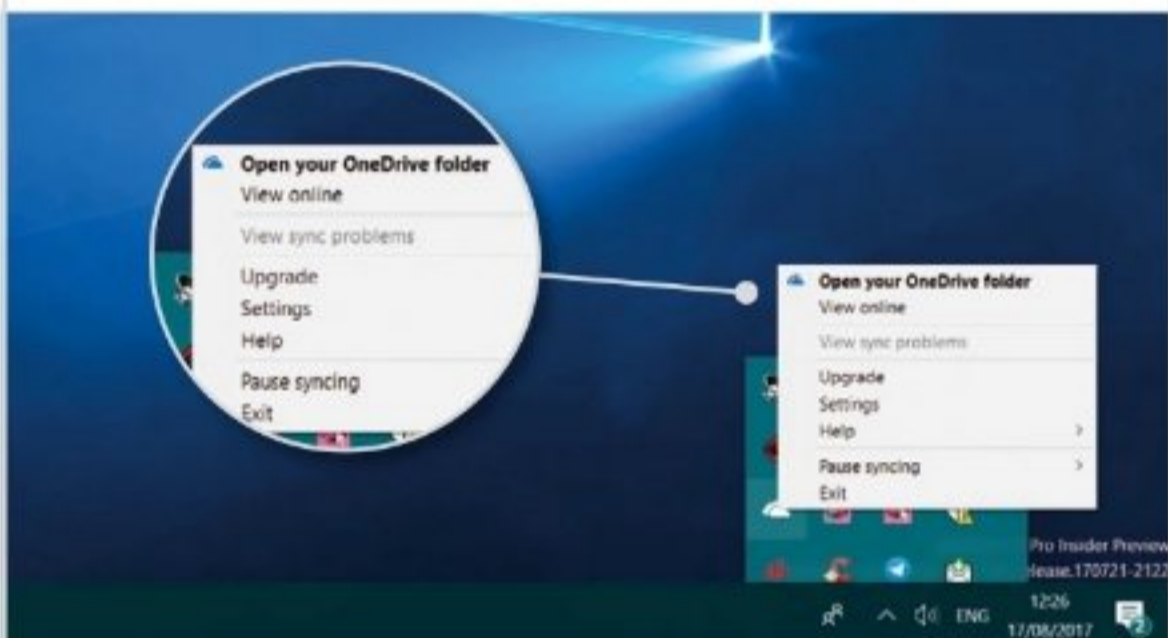 Open your OneDrive folder
View online
View sync problems
Upgrade
Settings
Help
Pause syncing
Exit
Open your OneDrive folder
View online
View sync problems
Upgrade
Settings
Help
Pause syncing
Exit
Pro Insider Preview
elease.170721-2122
12:26
ENG
17/08/2017
2